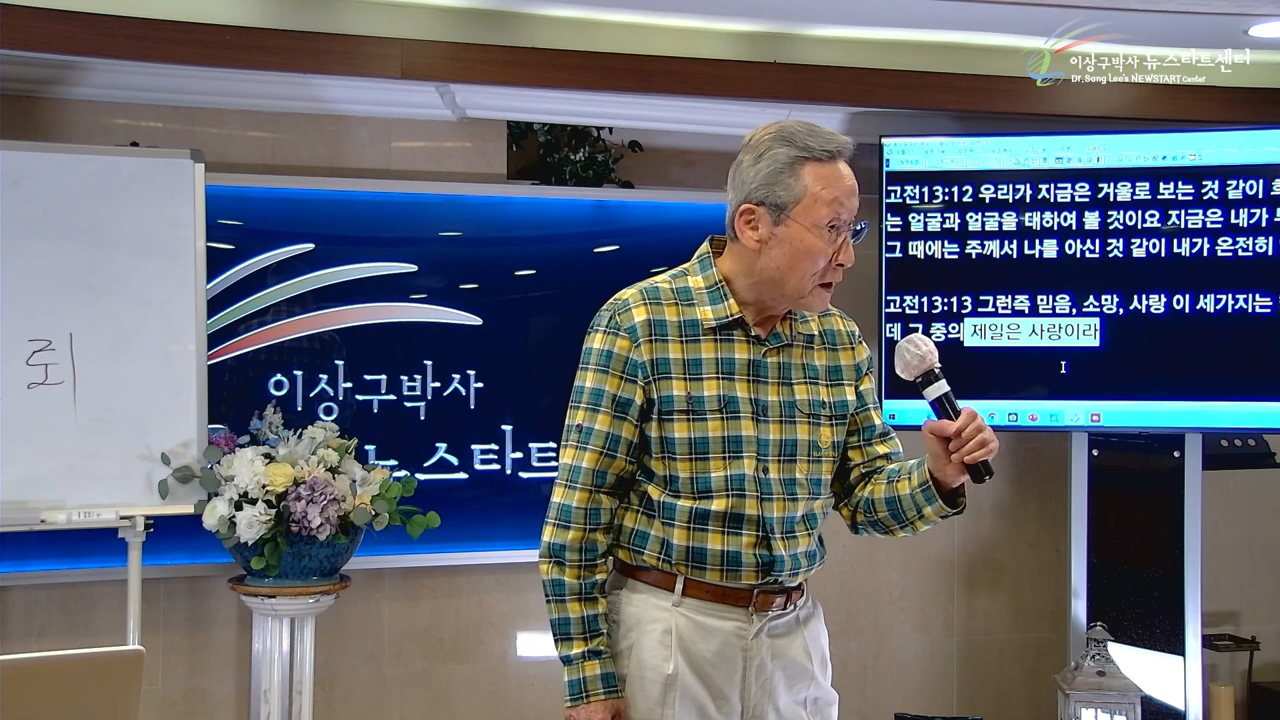 이상구박사 뉴스타트센터
Dr. Sang Lee's NEWSTART Center
고전13:12 우리가 지금은 거울로 보는 것 같이
는 얼굴과 얼굴을 대하여 볼 것이요 지금은 내가
그 때에는 주께서 나를 아신 것 같이 내가 온전히
고전13:13 그런즉 믿음, 소망, 사랑 이 세가지는
데 그 중의 제일은 사랑이라
뢰
이상구박사
뉴스타트